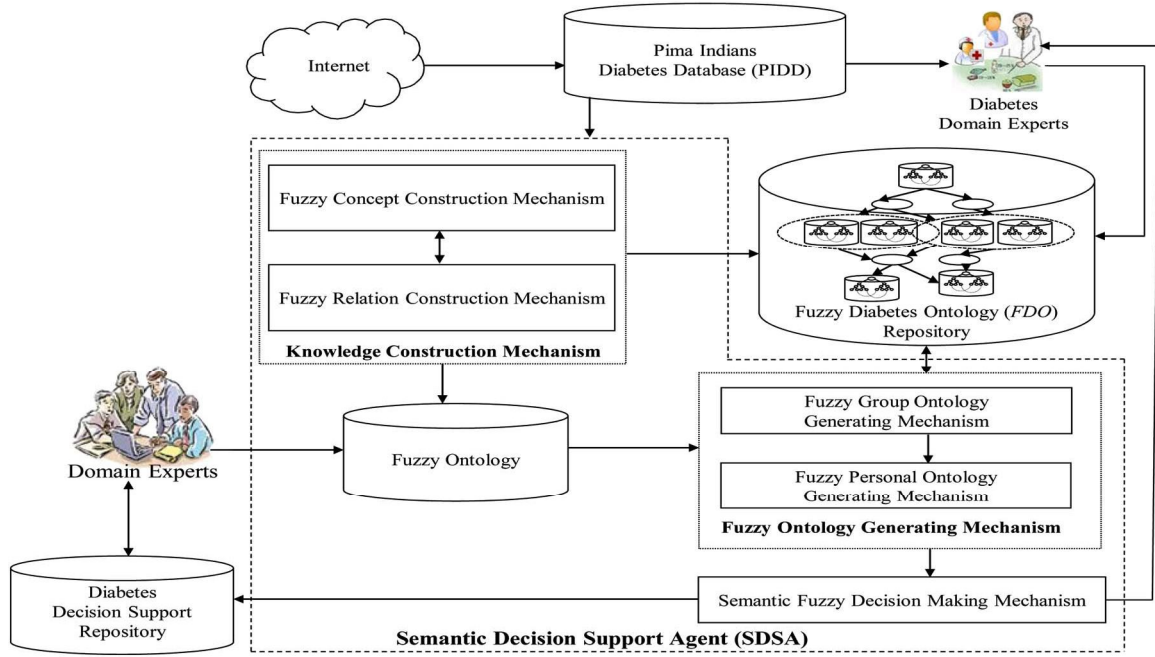 Internet
Pima Indians
Diabetes Database (PIDD)
Diabetes
Domain Experts
Fuzzy Concept Construction Mechanism
Fuzzy Relation Construction Mechanism
Knowledge Construction Mechanism
Fuzzy Diabetes Ontology (FDO)
Repository
Domain Experts
Fuzzy Ontology
Fuzzy Group Ontology
Generating Mechanism
Fuzzy Personal Ontology
Generating Mechanism
Fuzzy Ontology Generating Mechanism
Diabetes
Decision Support
Repository
Semantic Fuzzy Decision Making Mechanism
Semantic Decision Support Agent (SDSA)